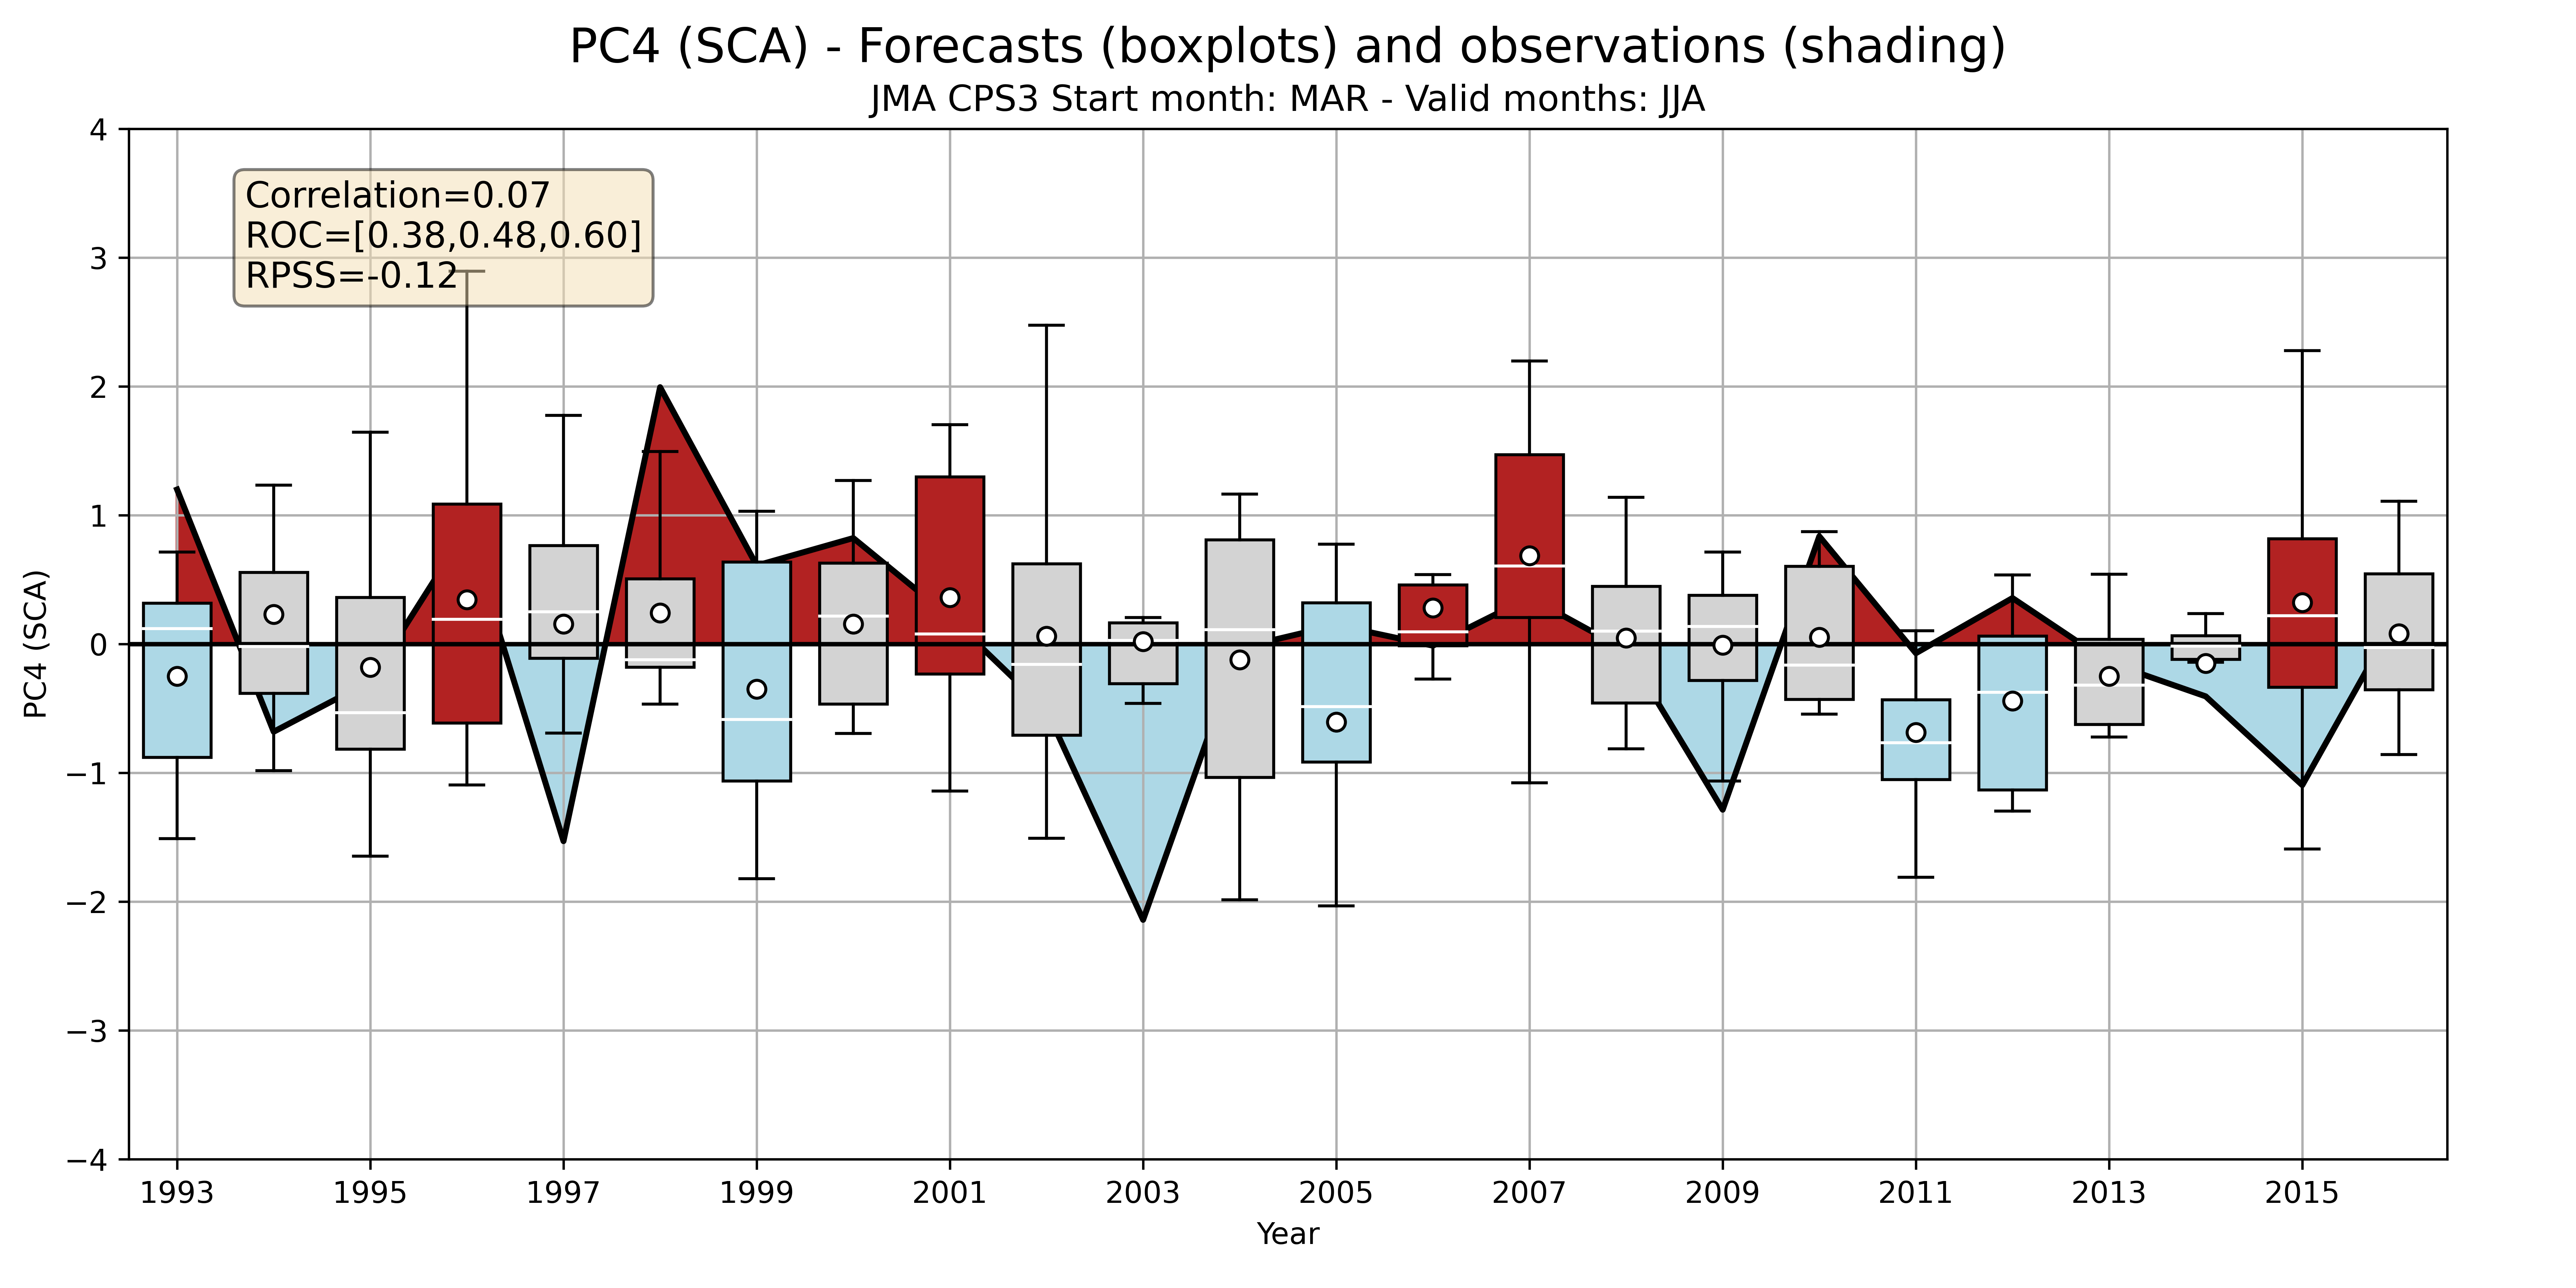 PC4 (SCA) - Forecasts (boxplots) and observations (shading)
JMA CPS3 Start month: MAR - Valid months: JJA
Correlation=0.07
ROC=[0.38,0.48,0.60]
RPSS=-0.12
PC4 (SCA)
4
3
2
1
0
−1
−2
−3
−4
1993 1995 1997 1999 2001 2003 2005 2007 2009 2011 2013 2015
Year